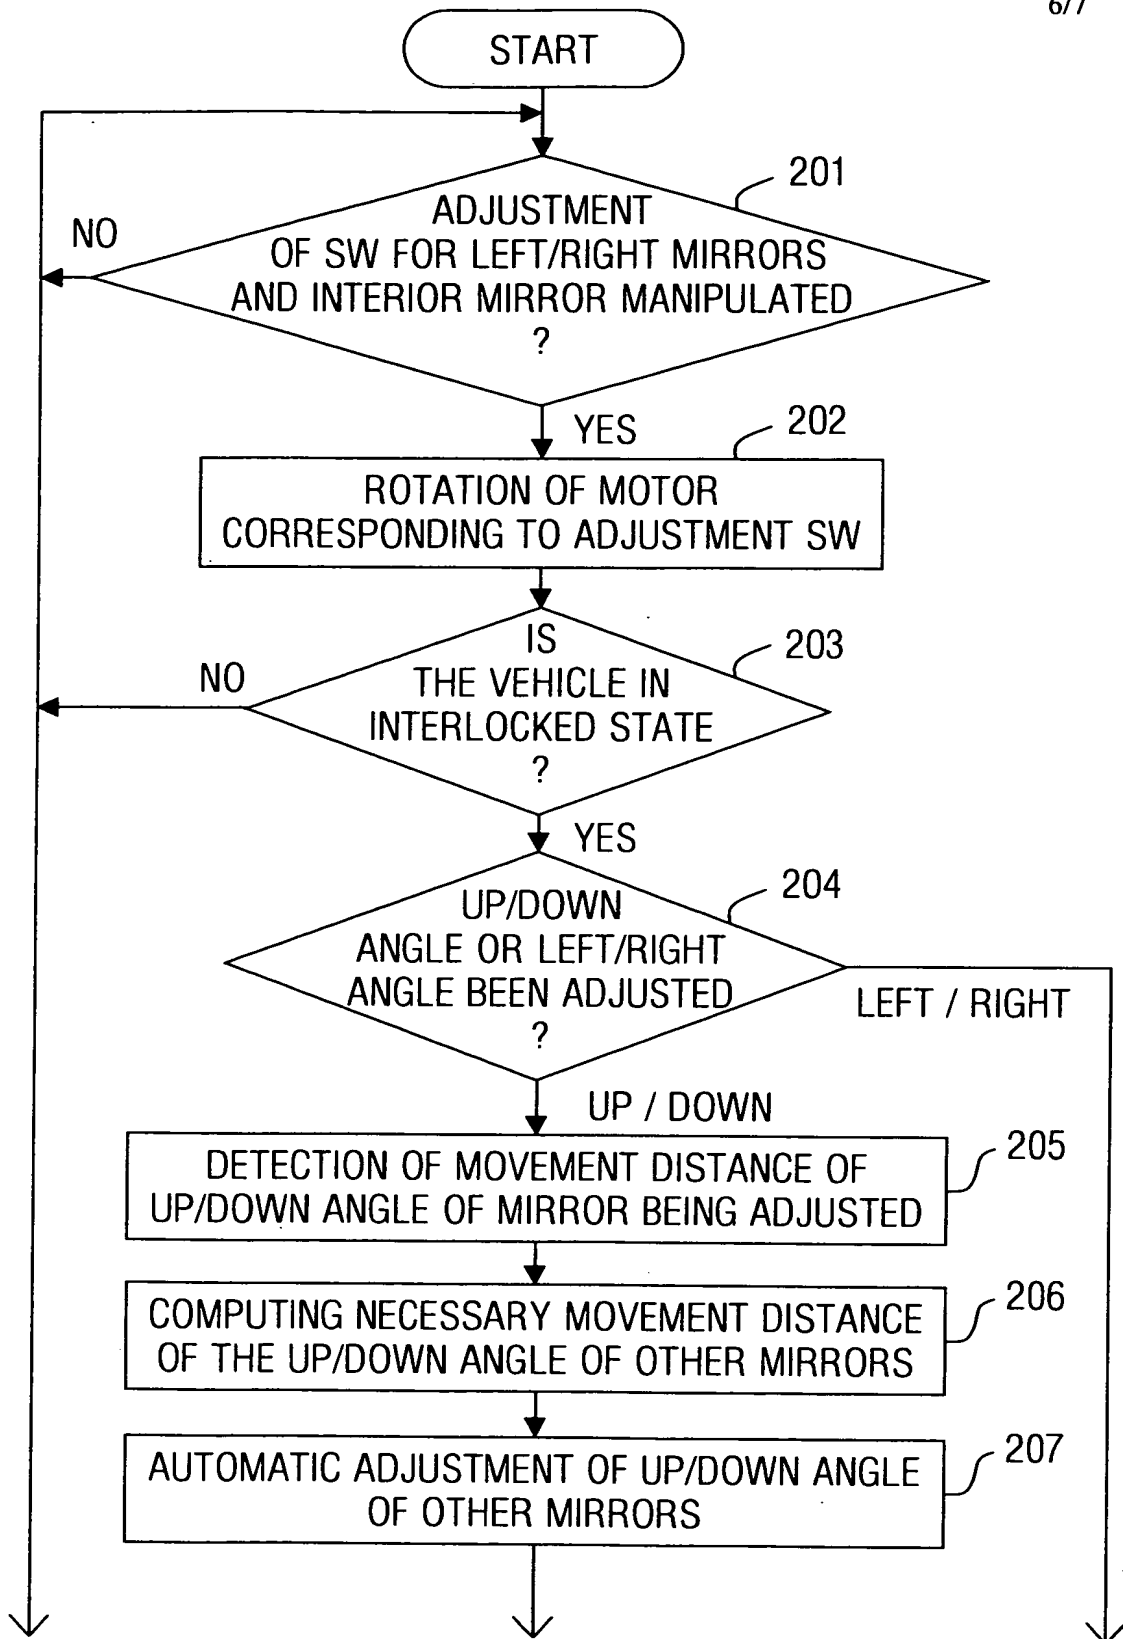 6/7
START
201
ADJUSTMENT
OF SW FOR LEFT/RIGHT MIRRORS
AND INTERIOR MIRROR MANIPULATED
?
NO
YES
202
ROTATION OF MOTOR
CORRESPONDING TO ADJUSTMENT SW
203
IS
THE VEHICLE IN
INTERLOCKED STATE
?
NO
YES
204
UP/DOWN
ANGLE OR LEFT/RIGHT
ANGLE BEEN ADJUSTED
?
LEFT / RIGHT
UP / DOWN
205
DETECTION OF MOVEMENT DISTANCE OF
UP/DOWN ANGLE OF MIRROR BEING ADJUSTED
206
COMPUTING NECESSARY MOVEMENT DISTANCE
OF THE UP/DOWN ANGLE OF OTHER MIRRORS
207
AUTOMATIC ADJUSTMENT OF UP/DOWN ANGLE
OF OTHER MIRRORS